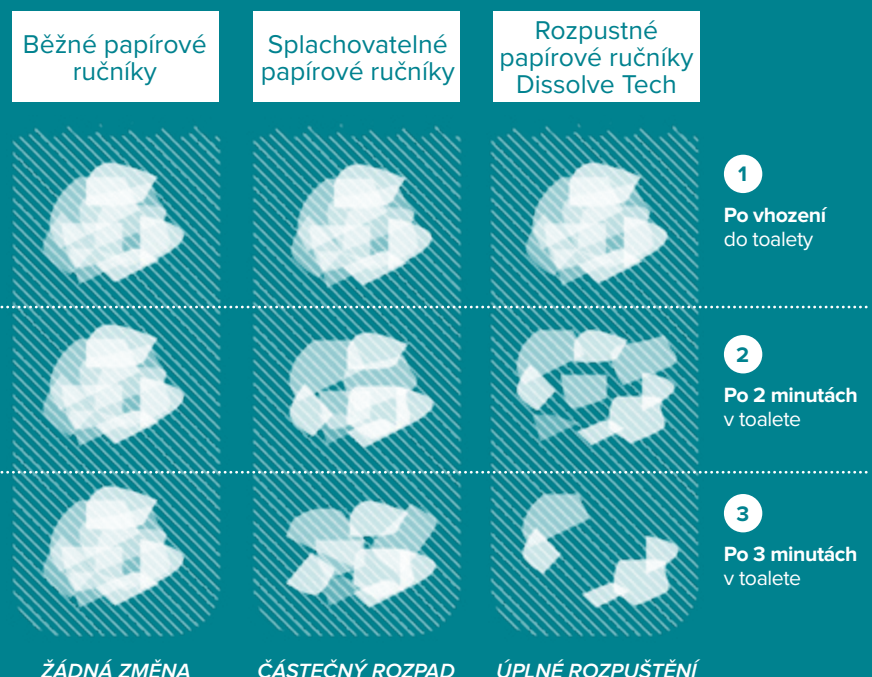 Běžné papírové
ručníky
Splachovatelné
papírové ručníky
Rozpustné
papírové ručníky
Dissolve Tech
1
Po vhození
do toalety
2
Po 2 minutách
v toalete
3
Po 3 minutách
v toalete
ŽÁDNÁ ZMĚNA
ČÁSTEČNÝ ROZPAD
ÚPLNÉ ROZPUŠTĚNÍ